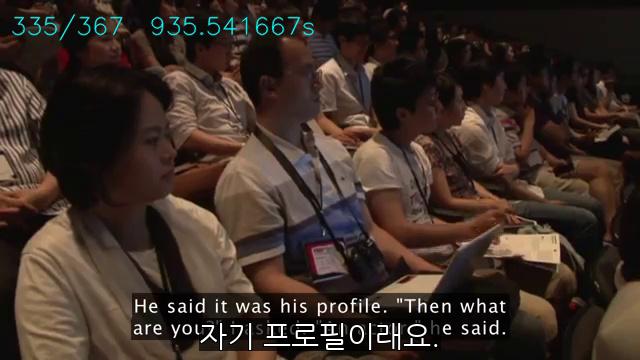 335/367 935.541667s
He said it was his profile. "Then what
are you he said.
자기 프로필이래요.